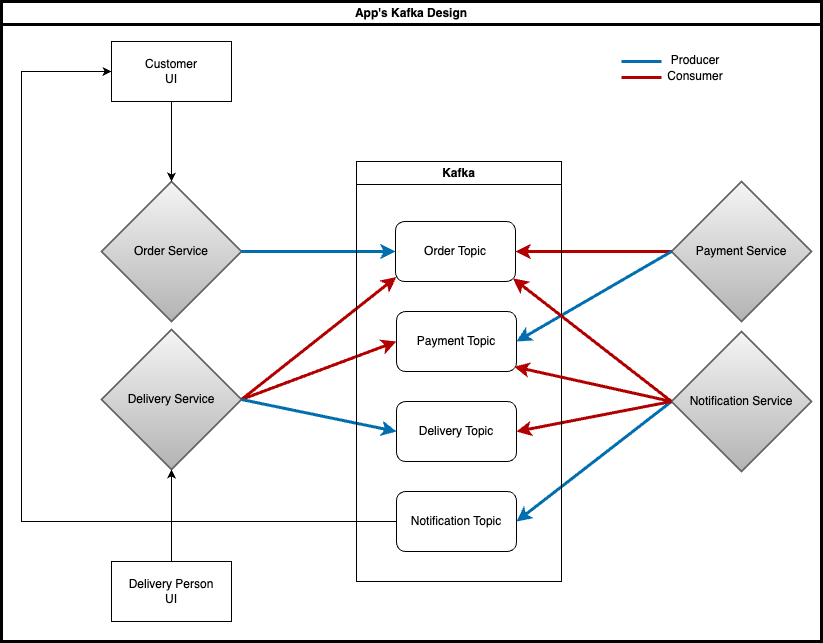 App's Kafka Design
Customer
UI
Producer
Consumer
Kafka
Order Service
Order Topic
Payment Service
Payment Topic
Delivery Service
Notification Service
Delivery Topic
Notification Topic
Delivery Person
UI